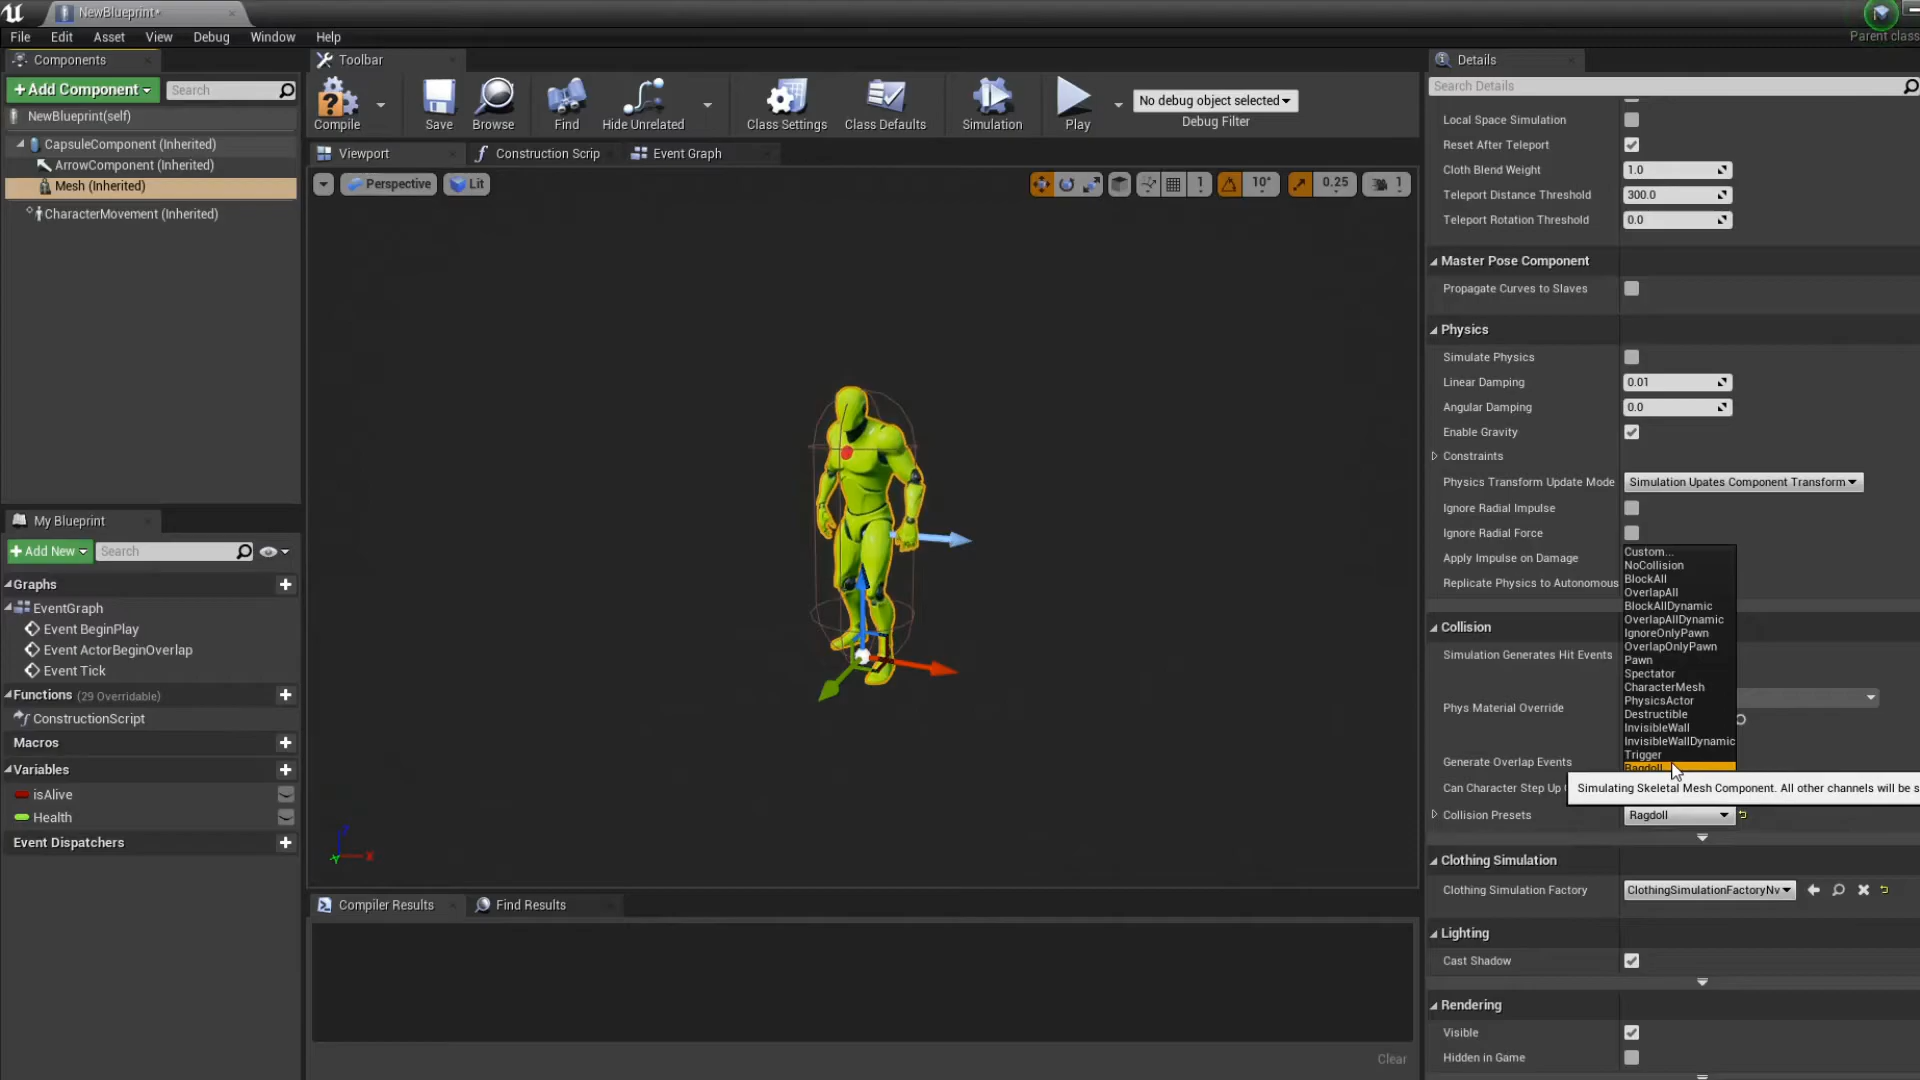 NewBlueprint*
Parent class
File Edit Asset View Debug Window Help
Components
+Add Component
Search
NewBlueprint(self)
CapsuleComponent (Inherited)
ArrowComponent (Inherited)
Mesh (Inherited)
CharacterMovement (Inherited)
My Blueprint
+Add New
Search
Graphs
EventGraph
Event BeginPlay
Event ActorBeginOverlap
Event Tick
Functions (29 Overridable)
ConstructionScript
Macros
Variables
isAlive
Health
Event Dispatchers
Toolbar
Compile
Save
Browse
Find
Hide Unrelated
Class Settings
Class Defaults
Simulation
Play
No debug object selected
Debug Filter
Viewport
Construction Scrip
Event Graph
Perspective
Lit
1
10°
0.25
1
Z
X
Y
Compiler Results
Find Results
Clear
Details
Search Details
Local Space Simulation
Reset After Teleport
Cloth Blend Weight 1.0
Teleport Distance Threshold 300.0
Teleport Rotation Threshold 0.0
Master Pose Component
Propagate Curves to Slaves
Physics
Simulate Physics
Linear Damping 0.01
Angular Damping 0.0
Enable Gravity
Constraints
Physics Transform Update Mode Simulation Upates Component Transform
Ignore Radial Impulse
Ignore Radial Force
Apply Impulse on Damage
Replicate Physics to Autonomous
Custom...
NoCollision
BlockAll
OverlapAll
BlockAllDynamic
OverlapAllDynamic
IgnoreOnlyPawn
OverlapOnlyPawn
Pawn
Spectator
CharacterMesh
PhysicsActor
Destructible
InvisibleWall
InvisibleWallDynamic
Trigger
Ragdoll
Collision
Simulation Generates Hit Events
Phys Material Override
Generate Overlap Events
Can Character Step Up
Simulating Skeletal Mesh Component. All other channels will be s
Collision Presets Ragdoll
Clothing Simulation
Clothing Simulation Factory ClothingSimulationFactoryNv
Lighting
Cast Shadow
Rendering
Visible
Hidden in Game